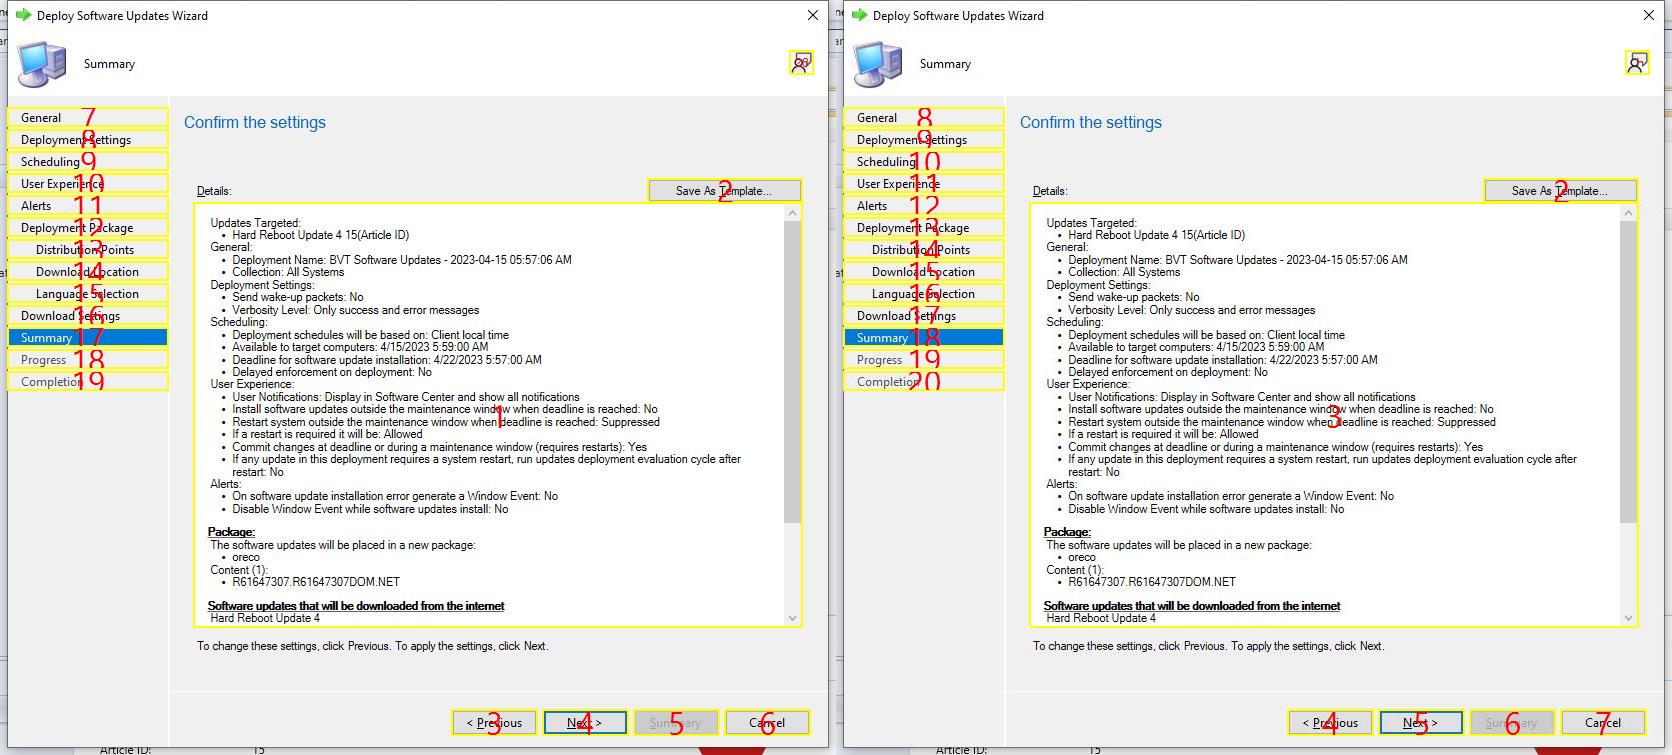 Deploy Software Updates Wizard
Summary
20
General 7
Deployment Settings 8
Scheduling 9
User Experience 10
Alerts 11
Deployment Package 12
Distribution Points 13
Download Location 14
Language Selection 15
Download Settings 16
Summary 17
Progress 18
Completion 19
Confirm the settings
Details:
Save As Template... 2
Updates Targeted:
• Hard Reboot Update 4 15(Article ID)
General:
• Deployment Name: BVT Software Updates - 2023-04-15 05:57:06 AM
• Collection: All Systems
Deployment Settings:
• Send wake-up packets: No
• Verbosity Level: Only success and error messages
Scheduling:
• Deployment schedules will be based on: Client local time
• Available to target computers: 4/15/2023 5:59:00 AM
• Deadline for software update installation: 4/22/2023 5:57:00 AM
• Delayed enforcement on deployment: No
User Experience:
• User Notifications: Display in Software Center and show all notifications
• Install software updates outside the maintenance window when deadline is reached: No
1
• Restart system outside the maintenance window when deadline is reached: Suppressed
• If a restart is required it will be: Allowed
• Commit changes at deadline or during a maintenance window (requires restarts): Yes
• If any update in this deployment requires a system restart, run updates deployment evaluation cycle after
restart: No
Alerts:
• On software update installation error generate a Window Event: No
• Disable Window Event while software updates install: No
Package:
The software updates will be placed in a new package:
• oreco
Content (1):
• R61647307.R61647307DOM.NET
Software updates that will be downloaded from the internet
Hard Reboot Update 4
To change these settings, click Previous. To apply the settings, click Next.
< Previous 3
Next > 4
Summary 5
Cancel 6
Article ID: 15
Deploy Software Updates Wizard
Summary
General 8
Deployment Settings 9
Scheduling 10
User Experience 11
Alerts 12
Deployment Package 13
Distribution Points 14
Download Location 15
Language Selection 16
Download Settings 17
Summary 18
Progress 19
Completion 20
Confirm the settings
Details:
Save As Template... 2
Updates Targeted:
• Hard Reboot Update 4 15(Article ID)
General:
• Deployment Name: BVT Software Updates - 2023-04-15 05:57:06 AM
• Collection: All Systems
Deployment Settings:
• Send wake-up packets: No
• Verbosity Level: Only success and error messages
Scheduling:
• Deployment schedules will be based on: Client local time
• Available to target computers: 4/15/2023 5:59:00 AM
• Deadline for software update installation: 4/22/2023 5:57:00 AM
• Delayed enforcement on deployment: No
User Experience:
• User Notifications: Display in Software Center and show all notifications
• Install software updates outside the maintenance window when deadline is reached: No
3
• Restart system outside the maintenance window when deadline is reached: Suppressed
• If a restart is required it will be: Allowed
• Commit changes at deadline or during a maintenance window (requires restarts): Yes
• If any update in this deployment requires a system restart, run updates deployment evaluation cycle after
restart: No
Alerts:
• On software update installation error generate a Window Event: No
• Disable Window Event while software updates install: No
Package:
The software updates will be placed in a new package:
• oreco
Content (1):
• R61647307.R61647307DOM.NET
Software updates that will be downloaded from the internet
Hard Reboot Update 4
To change these settings, click Previous. To apply the settings, click Next.
< Previous 4
Next > 5
Summary 6
Cancel 7
Article ID: 15